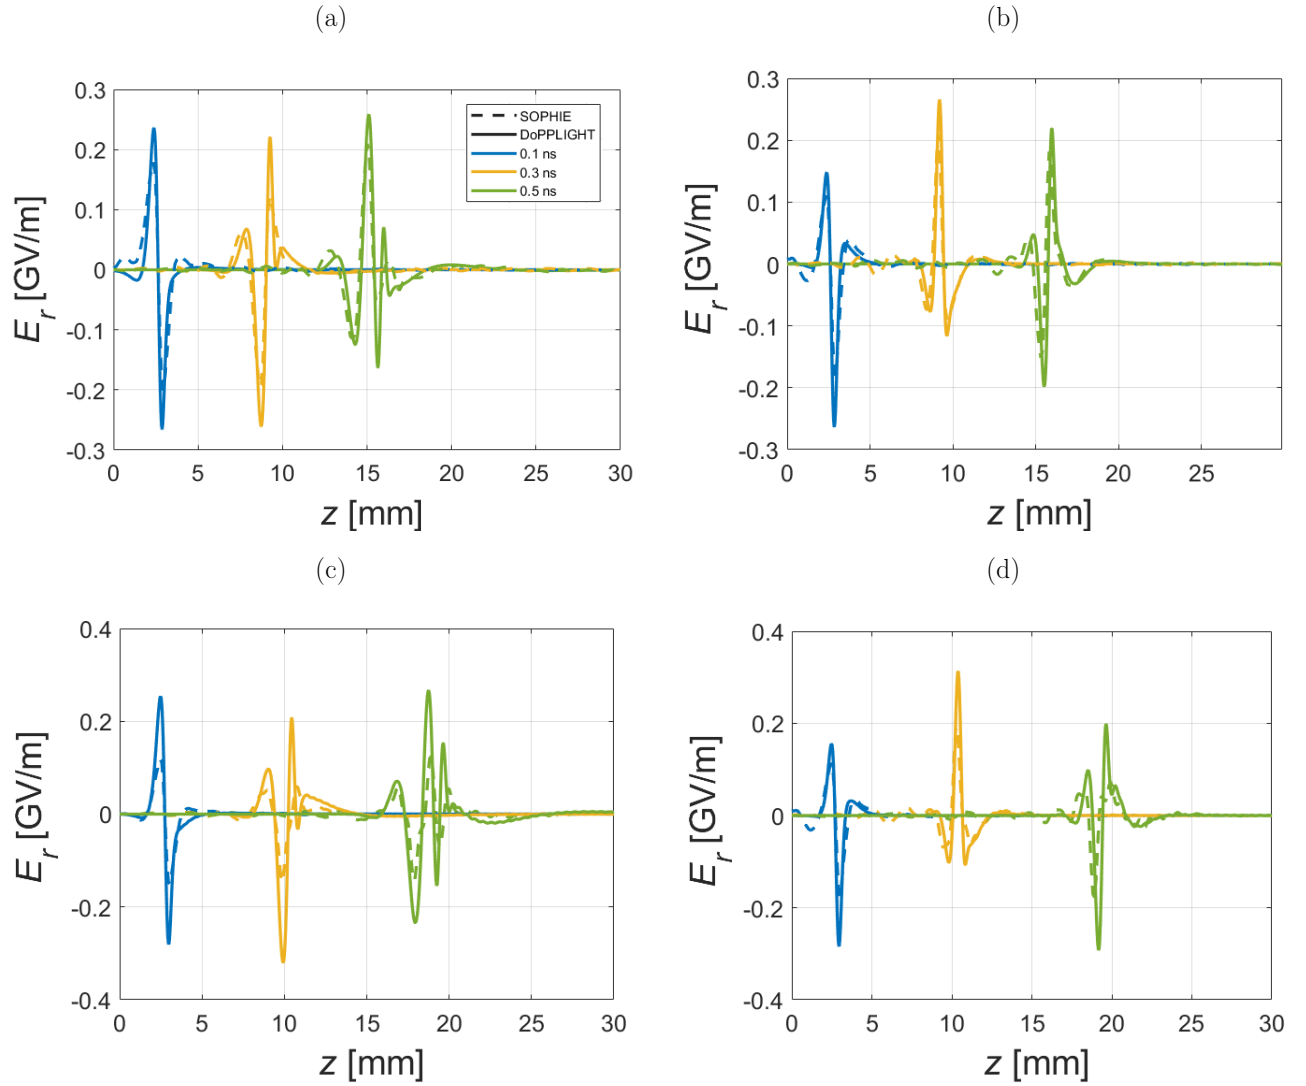 (a)
0.3
0.2
0.1
0
-0.1
-0.2
-0.3
E_r [GV/m]
0 5 10 15 20 25 30
z [mm]
SOPHIE
DoPPLIGHT
0.1 ns
0.3 ns
0.5 ns
(b)
0.3
0.2
0.1
0
-0.1
-0.2
-0.3
E_r [GV/m]
0 5 10 15 20 25
z [mm]
(c)
0.4
0.2
0
-0.2
-0.4
E_r [GV/m]
0 5 10 15 20 25 30
z [mm]
(d)
0.4
0.2
0
-0.2
-0.4
E_r [GV/m]
0 5 10 15 20 25 30
z [mm]